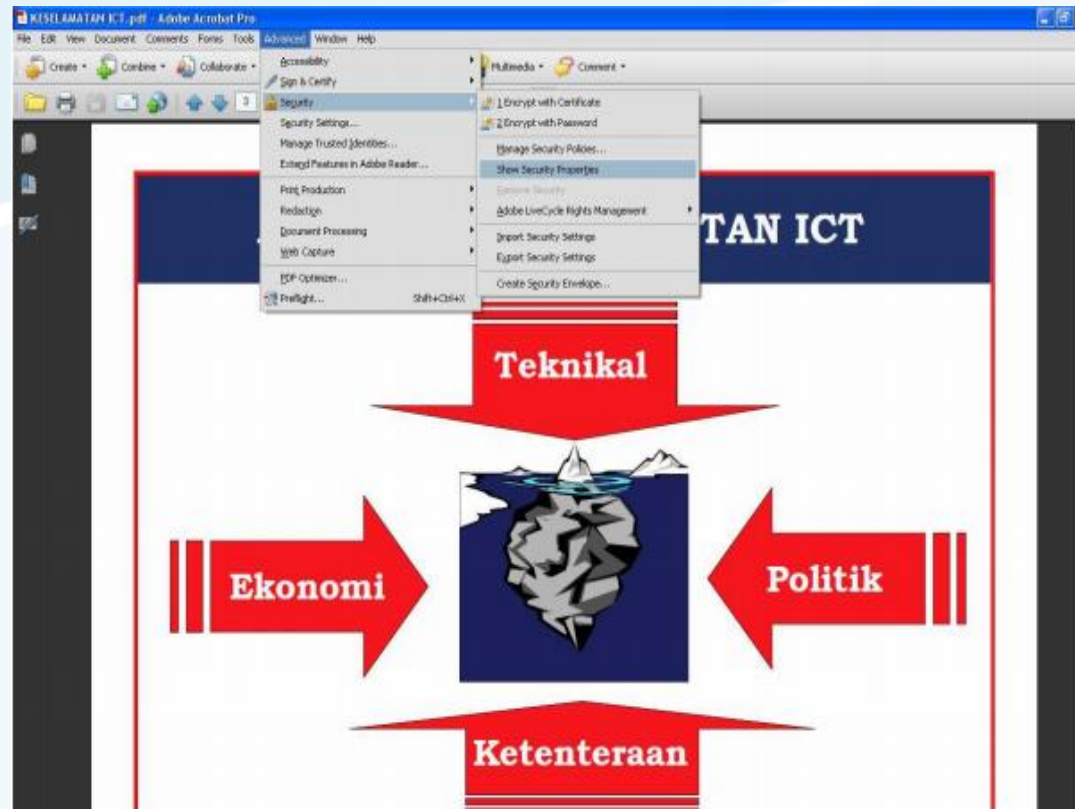 KESELAMATAN ICT.pdf - Adobe Acrobat Pro
File Edit View Document Comments Forms Tools Advanced Window Help
Create Combine Collaborate Multimedia Comment
3
Accessibility
Sign & Certify
Security
Security Settings...
Manage Trusted Identities...
Extend Features in Adobe Reader...
Print Production
Redaction
Document Processing
Web Capture
PDF Optimizer...
Preflight... Shift+Ctrl+X
1 Encrypt with Certificate
2 Encrypt with Password
Manage Security Policies...
Show Security Properties
Remove Security
Adobe LiveCycle Rights Management
Import Security Settings
Export Security Settings
Create Security Envelope...
TAN ICT
Teknikal
Ekonomi
Politik
Ketenteraan